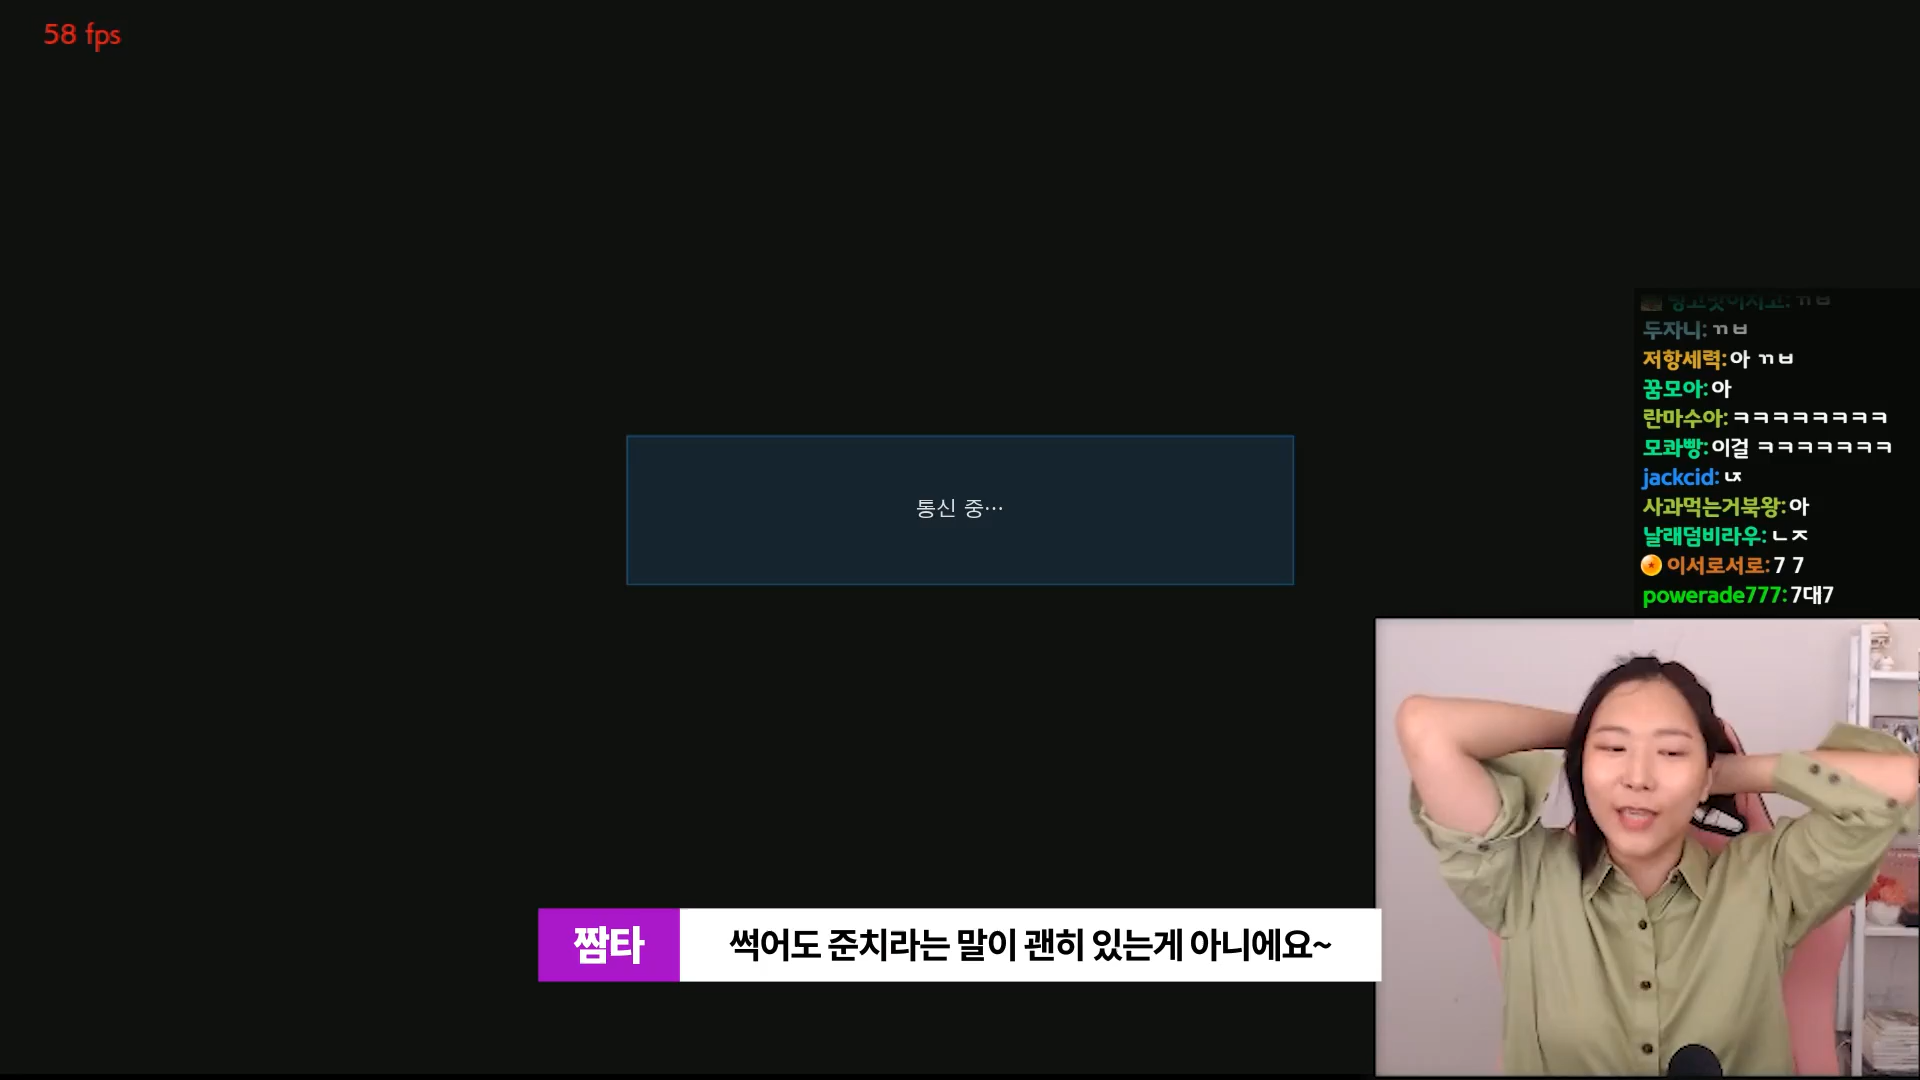 58 fps
두자니: ㄲㅂ
저항세력: 아 ㄲㅂ
꿈모아: 아
란마수아: ㅋㅋㅋㅋㅋㅋㅋㅋ
모콰빵: 이걸 ㅋㅋㅋㅋㅋㅋㅋ
jackcid: ㄵ
사과먹는거북왕: 아
날래덤비라우: ㄴㅈ
이서로서로: 7 7
powerade777: 7대7
통신 중…
짬타
썩어도 준치라는 말이 괜히 있는게 아니에요~